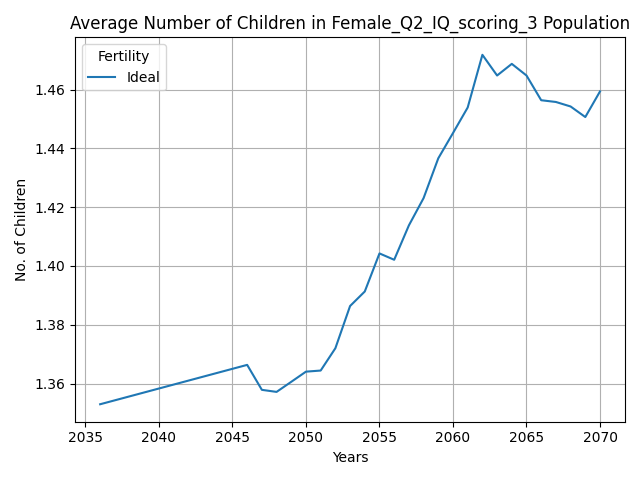 Average Number of Children in Female_Q2_IQ_scoring_3 Population
Fertility
Ideal
No. of Children
1.46
1.44
1.42
1.40
1.38
1.36
2035 2040 2045 2050 2055 2060 2065 2070
Years